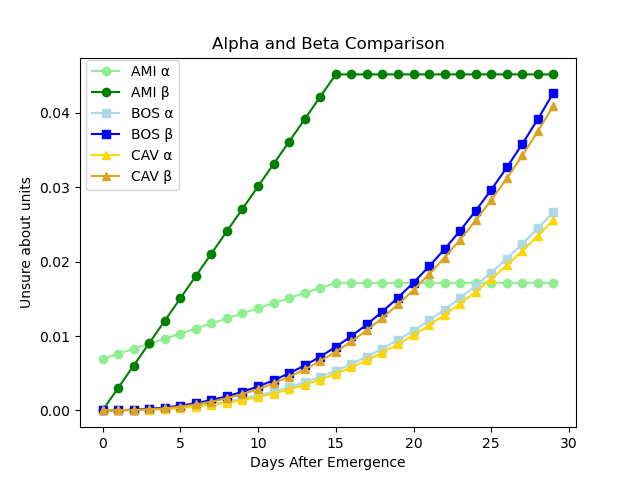 Alpha and Beta Comparison
AMI α
AMI β
BOS α
BOS β
CAV α
CAV β
Unsure about units
0.04
0.03
0.02
0.01
0.00
0 5 10 15 20 25 30
Days After Emergence